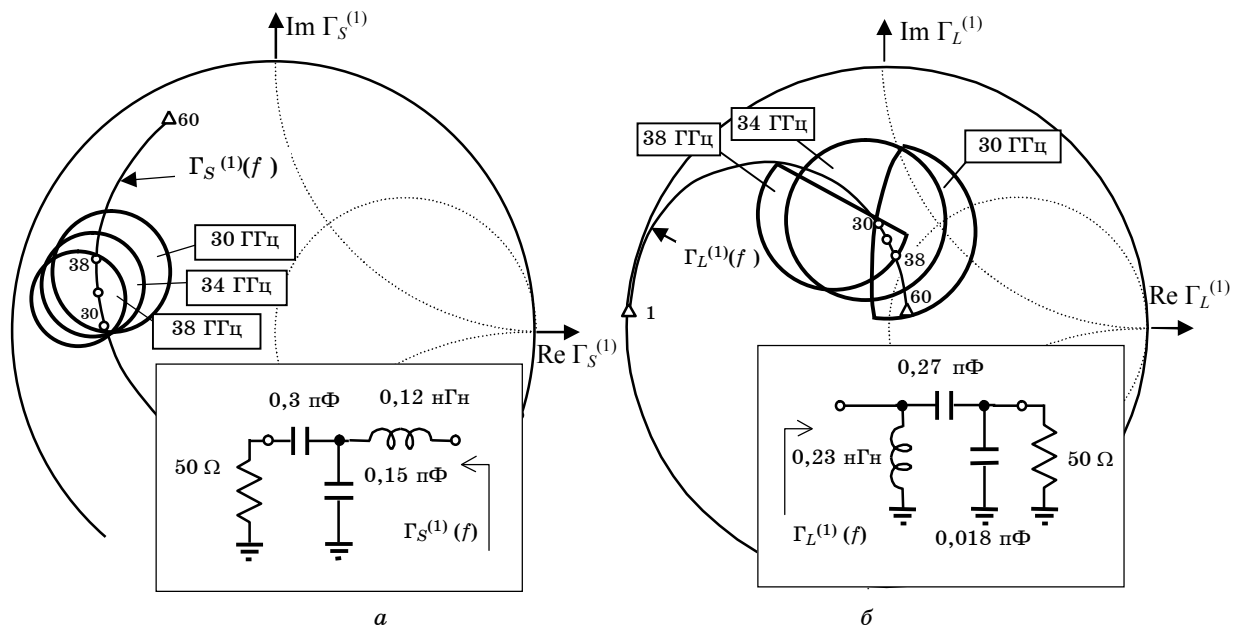 Im Γ_S^(1)
60
Γ_S^(1)(f)
38
30
30 ГГц
34 ГГц
38 ГГц
Re Γ_S^(1)
0,3 пФ
0,12 нГн
50 Ω
0,15 пФ
Γ_S^(1) (f)
а
Im Γ_L^(1)
38 ГГц
34 ГГц
30 ГГц
30
38
Γ_L^(1)(f)
60
1
Re Γ_L^(1)
0,27 пФ
0,23 нГн
50 Ω
Γ_L^(1) (f)
0,018 пФ
б